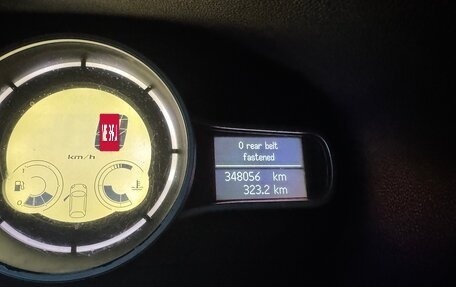 0 rear belt
fastened
348056 km
323.2 km
km/h